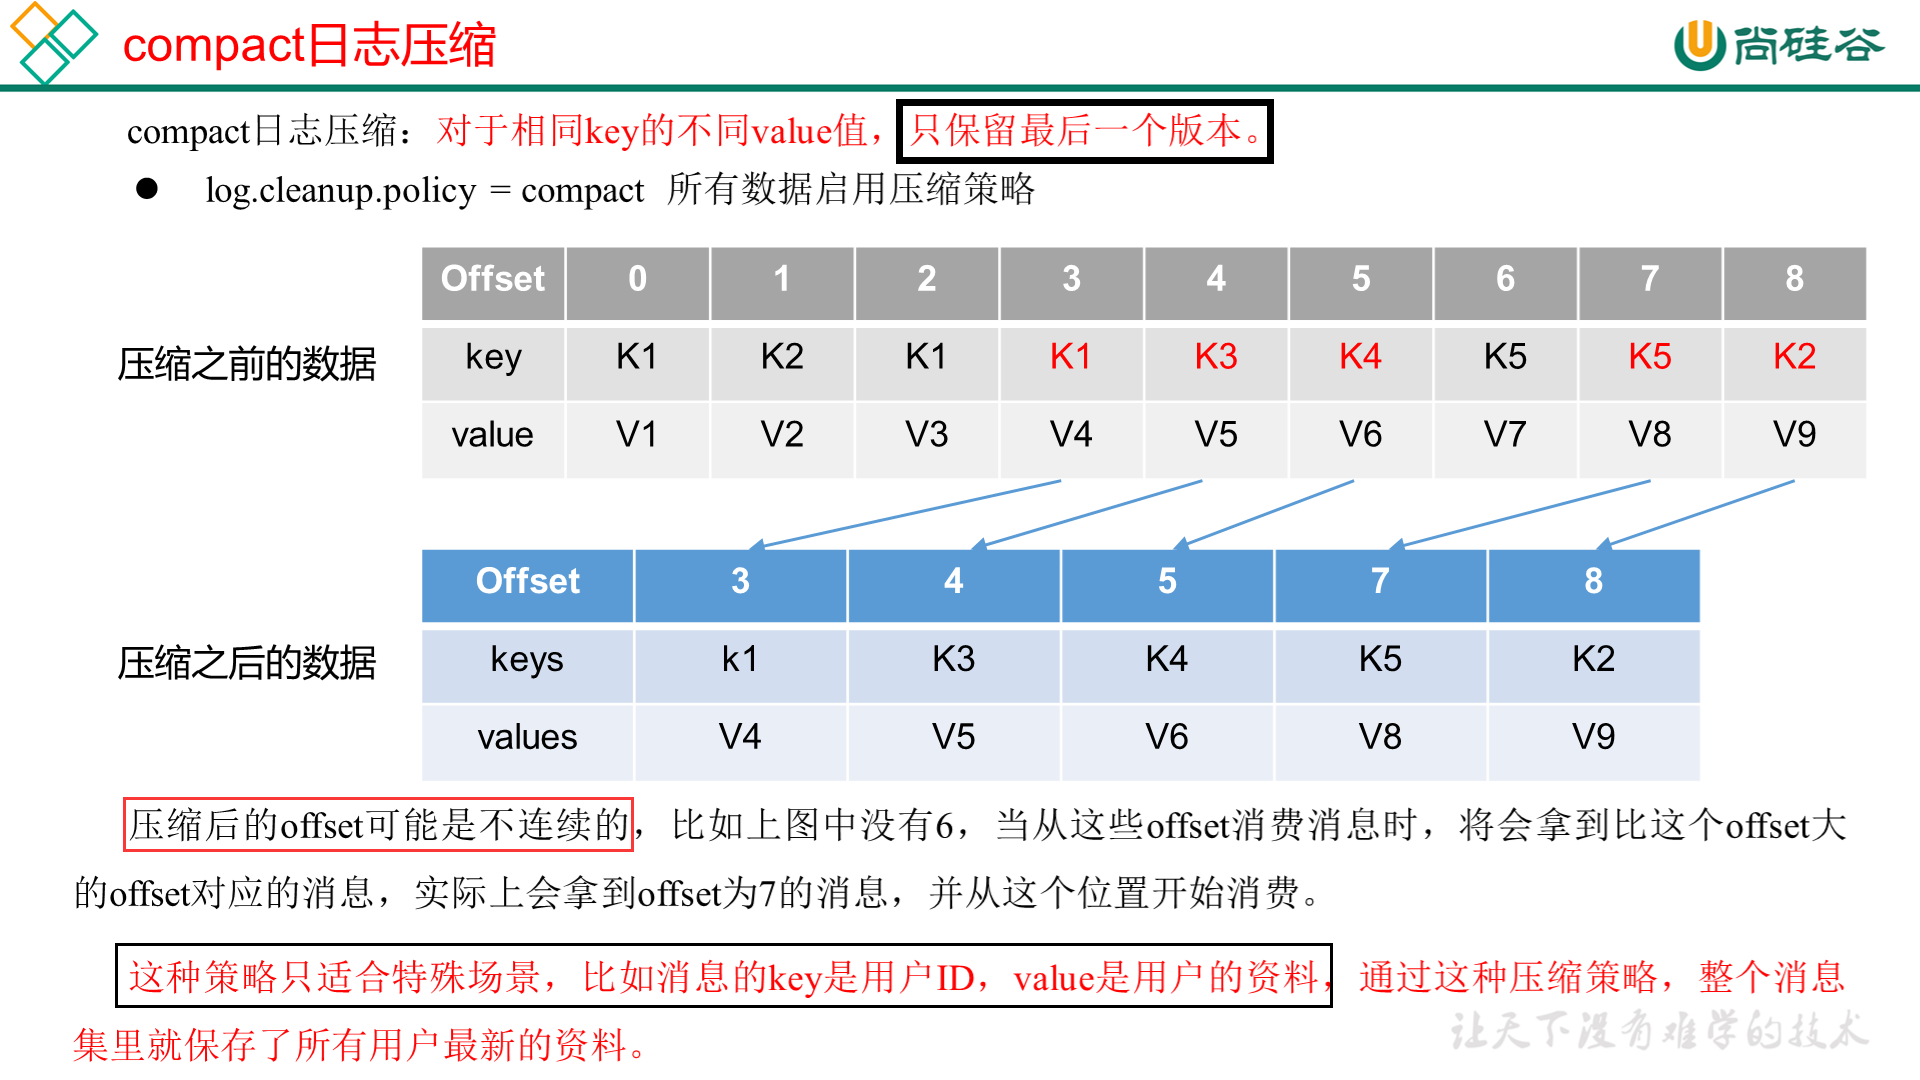 compact日志压缩
尚硅谷
compact日志压缩：对于相同key的不同value值，只保留最后一个版本。
● log.cleanup.policy = compact 所有数据启用压缩策略
Offset 0 1 2 3 4 5 6 7 8
压缩之前的数据 key K1 K2 K1 K1 K3 K4 K5 K5 K2
value V1 V2 V3 V4 V5 V6 V7 V8 V9
Offset 3 4 5 7 8
压缩之后的数据 keys k1 K3 K4 K5 K2
values V4 V5 V6 V8 V9
压缩后的offset可能是不连续的，比如上图中没有6，当从这些offset消费消息时，将会拿到比这个offset大
的offset对应的消息，实际上会拿到offset为7的消息，并从这个位置开始消费。
这种策略只适合特殊场景，比如消息的key是用户ID，value是用户的资料，通过这种压缩策略，整个消息
集里就保存了所有用户最新的资料。
让天下没有难学的技术